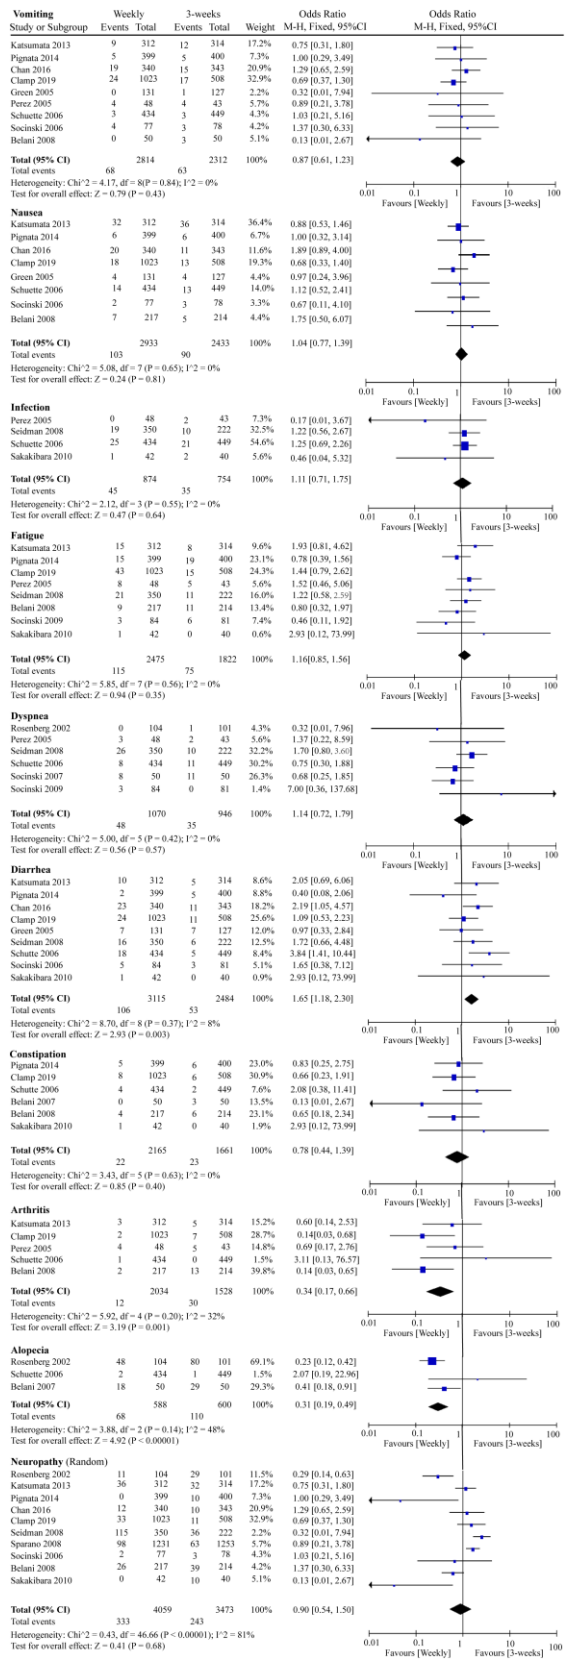 Vomiting Weekly 3-weeks Odds Ratio Odds Ratio
Study or Subgroup Events Total Events Total Weight M-H, Fixed, 95%CI M-H, Fixed, 95%CI
Katsumata 2013 9 312 12 314 17.2% 0.75 [0.31, 1.80]
Pignata 2014 5 399 5 400 7.3% 1.00 [0.29, 3.49]
Chan 2016 19 340 15 343 20.9% 1.29 [0.65, 2.59]
Clamp 2019 24 1023 17 508 32.9% 0.69 [0.37, 1.30]
Green 2005 0 131 1 127 2.2% 0.32 [0.01, 7.94]
Perez 2005 4 48 4 43 5.7% 0.89 [0.21, 3.78]
Schuette 2006 3 434 3 449 4.2% 1.03 [0.21, 5.16]
Socinski 2006 4 77 3 78 4.2% 1.37 [0.30, 6.33]
Belani 2008 0 50 3 50 5.1% 0.13 [0.01, 2.67]
Total (95% CI) 2814 2312 100% 0.87 [0.61, 1.23]
Total events 68 63
Heterogeneity: Chi^2 = 4.17, df = 8(P = 0.84); I^2 = 0%
Test for overall effect: Z = 0.79 (P = 0.43)
0.01 0.1 1 10 100
Favours [Weekly] Favours [3-weeks]
Nausea
Katsumata 2013 32 312 36 314 36.4% 0.88 [0.53, 1.46]
Pignata 2014 6 399 6 400 6.7% 1.00 [0.32, 3.14]
Chan 2016 20 340 11 343 11.6% 1.89 [0.89, 4.00]
Clamp 2019 18 1023 13 508 18.9% 0.68 [0.33, 1.40]
Green 2005 4 131 4 127 4.4% 0.97 [0.24, 3.96]
Schuette 2006 14 434 13 449 14.0% 1.12 [0.52, 2.41]
Socinski 2006 2 77 3 78 3.3% 0.67 [0.11, 4.10]
Belani 2008 7 217 5 214 4.4% 1.75 [0.50, 6.07]
Total (95% CI) 2933 2433 100% 1.04 [0.77, 1.39]
Total events 103 90
Heterogeneity: Chi^2 = 5.08, df = 7 (P = 0.65); I^2 = 0%
Test for overall effect: Z = 0.24 (P = 0.81)
0.01 0.1 1 10 100
Favours [Weekly] Favours [3-weeks]
Infection
Perez 2005 0 48 2 43 7.3% 0.17 [0.01, 3.67]
Seidman 2008 19 350 10 222 32.5% 1.22 [0.56, 2.67]
Schuette 2006 25 434 21 449 54.6% 1.25 [0.69, 2.26]
Sakakibara 2010 1 42 2 40 5.6% 0.46 [0.04, 5.32]
Total (95% CI) 874 754 100% 1.11 [0.71, 1.75]
Total events 45 35
Heterogeneity: Chi^2 = 2.12, df = 3 (P = 0.55); I^2 = 0%
Test for overall effect: Z = 0.47 (P = 0.64)
0.01 0.1 1 10 100
Favours [Weekly] Favours [3-weeks]
Fatigue
Katsumata 2013 15 312 8 314 9.6% 1.93 [0.81, 4.62]
Pignata 2014 15 399 19 400 23.1% 0.78 [0.39, 1.56]
Clamp 2019 43 1023 15 508 24.3% 1.44 [0.79, 2.62]
Perez 2005 8 48 5 43 5.6% 1.52 [0.46, 5.06]
Seidman 2008 21 350 11 222 16.0% 1.22 [0.58, 2.59]
Belani 2008 9 217 11 214 13.2% 0.80 [0.32, 1.97]
Socinski 2009 3 84 6 81 7.5% 0.46 [0.11, 1.92]
Sakakibara 2010 1 42 0 40 0.6% 2.93 [0.12, 73.99]
Total (95% CI) 2475 1822 100% 1.16[0.85, 1.56]
Total events 115 75
Heterogeneity: Chi^2 = 5.85, df = 7 (P = 0.56); I^2 = 0%
Test for overall effect: Z = 0.94 (P = 0.35)
0.01 0.1 1 10 100
Favours [Weekly] Favours [3-weeks]
Dyspnea
Rosenberg 2002 0 104 1 101 4.3% 0.32 [0.01, 7.96]
Perez 2005 3 48 2 43 5.6% 1.37 [0.22, 8.59]
Seidman 2008 26 350 10 222 32.2% 1.70 [0.80, 3.60]
Schuette 2006 8 434 11 449 30.2% 0.75 [0.30, 1.88]
Socinski 2007 8 50 11 50 26.3% 0.68 [0.25, 1.85]
Socinski 2009 3 84 0 81 1.4% 7.00 [0.36, 137.68]
Total (95% CI) 1070 946 100% 1.14 [0.72, 1.79]
Total events 48 35
Heterogeneity: Chi^2 = 5.00, df = 5 (P = 0.42); I^2 = 0%
Test for overall effect: Z = 0.56 (P = 0.57)
0.01 0.1 1 10 100
Favours [Weekly] Favours [3-weeks]
Diarrhea
Katsumata 2013 10 312 5 314 8.6% 2.05 [0.69, 6.06]
Pignata 2014 2 399 5 400 8.8% 0.40 [0.08, 2.06]
Chan 2016 23 340 11 343 18.2% 2.19 [1.05, 4.57]
Clamp 2019 24 1023 11 508 25.6% 1.09 [0.53, 2.23]
Green 2005 7 131 7 127 12.0% 0.97 [0.33, 2.84]
Seidman 2008 16 350 6 222 12.5% 1.72 [0.66, 4.48]
Schutte 2006 18 434 5 449 8.4% 3.84 [1.41, 10.44]
Socinski 2006 5 84 3 81 5.1% 1.65 [0.38, 7.12]
Sakakibara 2010 1 42 0 40 0.9% 2.93 [0.12, 73.99]
Total (95% CI) 3115 2484 100% 1.65 [1.18, 2.30]
Total events 106 53
Heterogeneity: Chi^2 = 8.70, df = 8 (P = 0.37); I^2 = 8%
Test for overall effect: Z = 2.93 (P = 0.003)
0.01 0.1 1 10 100
Favours [Weekly] Favours [3-weeks]
Constipation
Pignata 2014 5 399 6 400 23.0% 0.83 [0.25, 2.75]
Clamp 2019 8 1023 6 508 30.9% 0.66 [0.23, 1.91]
Schutte 2006 4 434 2 449 7.6% 2.08 [0.38, 11.41]
Belani 2007 0 50 3 50 13.5% 0.13 [0.01, 2.67]
Belani 2008 4 217 6 214 23.1% 0.65 [0.18, 2.34]
Sakakibara 2010 1 42 0 40 1.9% 2.93 [0.12, 73.99]
Total (95% CI) 2165 1661 100% 0.78 [0.44, 1.39]
Total events 22 23
Heterogeneity: Chi^2 = 3.43, df = 5 (P = 0.63); I^2 = 0%
Test for overall effect: Z = 0.85 (P = 0.40)
0.01 0.1 1 10 100
Favours [Weekly] Favours [3-weeks]
Arthritis
Katsumata 2013 3 312 5 314 15.2% 0.60 [0.14, 2.53]
Clamp 2019 2 1023 7 508 28.7% 0.14[0.03, 0.68]
Perez 2005 4 48 5 43 14.8% 0.69 [0.17, 2.76]
Schuette 2006 1 434 0 449 1.5% 3.11 [0.13, 76.57]
Belani 2008 2 217 13 214 39.8% 0.14 [0.03, 0.65]
Total (95% CI) 2034 1528 100% 0.34 [0.17, 0.66]
Total events 12 30
Heterogeneity: Chi^2 = 5.92, df = 4 (P = 0.20); I^2 = 32%
Test for overall effect: Z = 3.19 (P = 0.001)
0.01 0.1 1 10 100
Favours [Weekly] Favours [3-weeks]
Alopecia
Rosenberg 2002 48 104 80 101 69.1% 0.23 [0.12, 0.42]
Schuette 2006 2 434 1 449 1.5% 2.07 [0.19, 22.96]
Belani 2007 18 50 29 50 29.3% 0.41 [0.18, 0.91]
Total (95% CI) 588 600 100% 0.31 [0.19, 0.49]
Total events 68 110
Heterogeneity: Chi^2 = 3.88, df = 2 (P = 0.14); I^2 = 48%
Test for overall effect: Z = 4.92 (P < 0.00001)
0.01 0.1 1 10 100
Favours [Weekly] Favours [3-weeks]
Neuropathy (Random)
Rosenberg 2002 11 104 29 101 11.5% 0.29 [0.14, 0.63]
Katsumata 2013 36 312 32 314 17.2% 0.75 [0.31, 1.80]
Pignata 2014 0 399 10 400 7.3% 1.00 [0.29, 3.49]
Chan 2016 12 340 10 343 20.9% 1.29 [0.65, 2.59]
Clamp 2019 33 1023 11 508 32.9% 0.69 [0.37, 1.30]
Seidman 2008 115 350 36 222 2.2% 0.32 [0.01, 7.94]
Sparano 2008 98 1231 63 1253 5.7% 0.89 [0.21, 3.78]
Socinski 2006 2 77 3 78 4.2% 1.03 [0.21, 5.16]
Belani 2008 26 217 39 214 4.2% 1.37 [0.30, 6.33]
Sakakibara 2010 0 42 10 40 5.1% 0.13 [0.01, 2.67]
Total (95% CI) 4059 3473 100% 0.90 [0.54, 1.50]
Total events 333 243
Heterogeneity: Chi^2 = 0.43, df = 46.66 (P < 0.00001); I^2 = 81%
Test for overall effect: Z = 0.41 (P = 0.68)
0.01 0.1 1 10 100
Favours [Weekly] Favours [3-weeks]